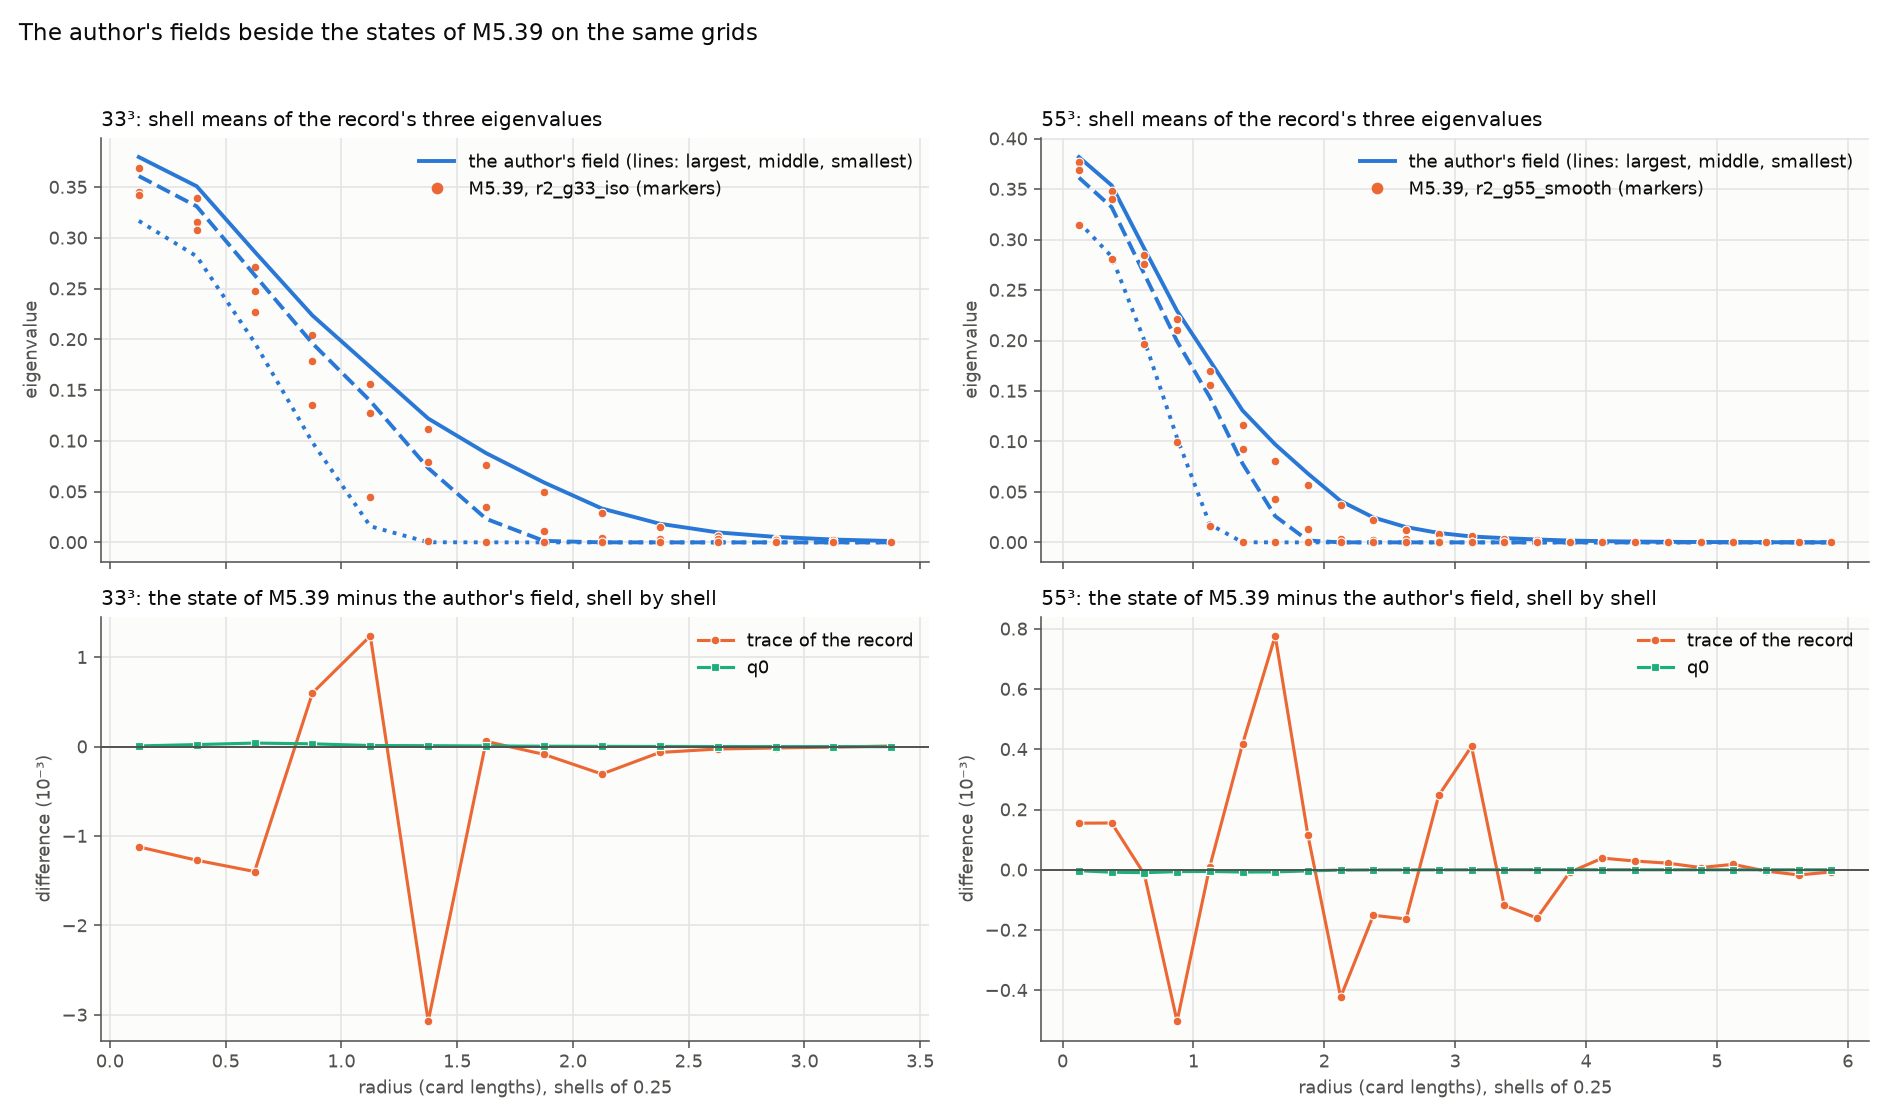 The author's fields beside the states of M5.39 on the same grids
33³: shell means of the record's three eigenvalues
the author's field (lines: largest, middle, smallest)
M5.39, r2_g33_iso (markers)
eigenvalue
0.35
0.30
0.25
0.20
0.15
0.10
0.05
0.00
55³: shell means of the record's three eigenvalues
the author's field (lines: largest, middle, smallest)
M5.39, r2_g55_smooth (markers)
eigenvalue
0.40
0.35
0.30
0.25
0.20
0.15
0.10
0.05
0.00
33³: the state of M5.39 minus the author's field, shell by shell
trace of the record
q0
difference (10⁻³)
1
0
−1
−2
−3
0.0 0.5 1.0 1.5 2.0 2.5 3.0 3.5
radius (card lengths), shells of 0.25
55³: the state of M5.39 minus the author's field, shell by shell
trace of the record
q0
difference (10⁻³)
0.8
0.6
0.4
0.2
0.0
−0.2
−0.4
0 1 2 3 4 5 6
radius (card lengths), shells of 0.25